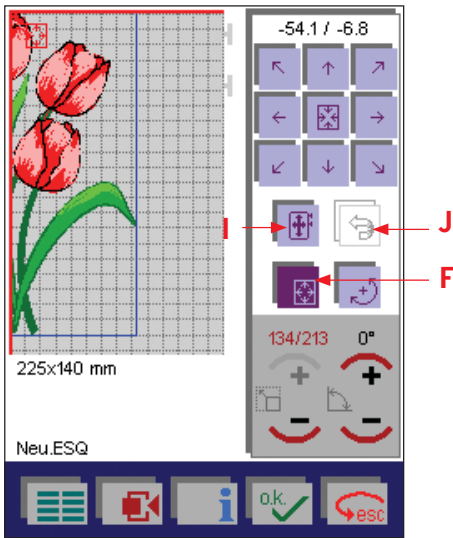 -54.1 / -6.8
I
J
F
134/213
0°
+
+
-
-
225x140 mm
Neu.ESQ
i
o.k.
esc